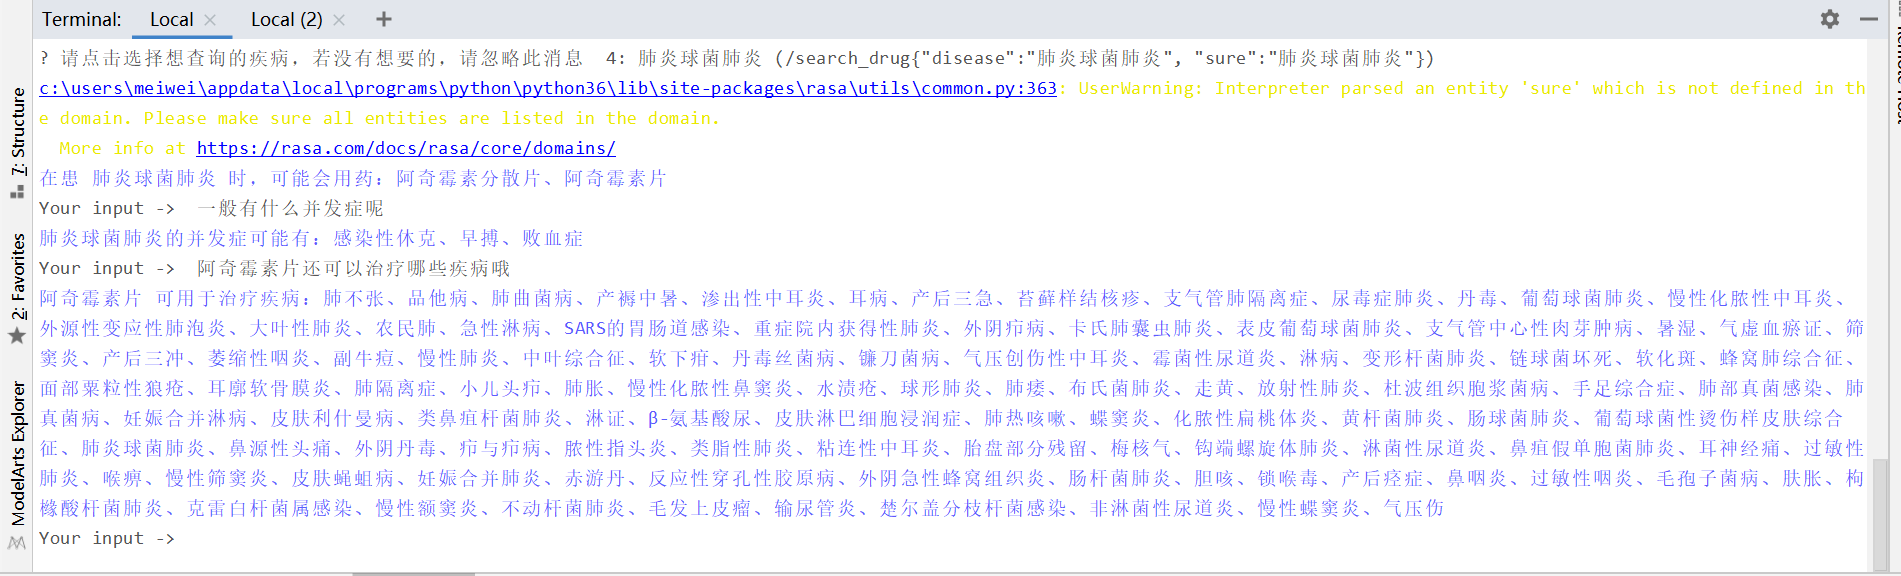 Terminal: Local × Local (2) × +
? 请点击选择想查询的疾病，若没有想要的，请忽略此消息  4: 肺炎球菌肺炎 (/search_drug{"disease":"肺炎球菌肺炎", "sure":"肺炎球菌肺炎"})
c:\users\meiwei\appdata\local\programs\python\python36\lib\site-packages\rasa\utils\common.py:363: UserWarning: Interpreter parsed an entity 'sure' which is not defined in th
e domain. Please make sure all entities are listed in the domain.
More info at https://rasa.com/docs/rasa/core/domains/
在患 肺炎球菌肺炎 时，可能会用药：阿奇霉素分散片、阿奇霉素片
Your input ->  一般有什么并发症呢
肺炎球菌肺炎的并发症可能有：感染性休克、早搏、败血症
Your input ->  阿奇霉素片还可以治疗哪些疾病哦
阿奇霉素片 可用于治疗疾病：肺不张、品他病、肺曲菌病、产褥中暑、渗出性中耳炎、耳病、产后三急、苔藓样结核疹、支气管肺隔离症、尿毒症肺炎、丹毒、葡萄球菌肺炎、慢性化脓性中耳炎、
外源性变应性肺泡炎、大叶性肺炎、农民肺、急性淋病、SARS的胃肠道感染、重症院内获得性肺炎、外阴疖病、卡氏肺囊虫肺炎、表皮葡萄球菌肺炎、支气管中心性肉芽肿病、暑湿、气虚血瘀证、筛
窦炎、产后三冲、萎缩性咽炎、副牛痘、慢性肺炎、中叶综合征、软下疳、丹毒丝菌病、镰刀菌病、气压创伤性中耳炎、霉菌性尿道炎、淋病、变形杆菌肺炎、链球菌坏死、软化斑、蜂窝肺综合征、
面部粟粒性狼疮、耳廓软骨膜炎、肺隔离症、小儿头疖、肺胀、慢性化脓性鼻窦炎、水渍疮、球形肺炎、肺痿、布氏菌肺炎、走黄、放射性肺炎、杜波组织胞浆菌病、手足综合症、肺部真菌感染、肺
真菌病、妊娠合并淋病、皮肤利什曼病、类鼻疽杆菌肺炎、淋证、β-氨基酸尿、皮肤淋巴细胞浸润症、肺热咳嗽、蝶窦炎、化脓性扁桃体炎、黄杆菌肺炎、肠球菌肺炎、葡萄球菌性烫伤样皮肤综合
征、肺炎球菌肺炎、鼻源性头痛、外阴丹毒、疖与疖病、脓性指头炎、类脂性肺炎、粘连性中耳炎、胎盘部分残留、梅核气、钩端螺旋体肺炎、淋菌性尿道炎、鼻疽假单胞菌肺炎、耳神经痛、过敏性
肺炎、喉痹、慢性筛窦炎、皮肤蝇蛆病、妊娠合并肺炎、赤游丹、反应性穿孔性胶原病、外阴急性蜂窝组织炎、肠杆菌肺炎、胆咳、锁喉毒、产后痉症、鼻咽炎、过敏性咽炎、毛孢子菌病、肤胀、枸
橼酸杆菌肺炎、克雷白杆菌属感染、慢性额窦炎、不动杆菌肺炎、毛发上皮瘤、输尿管炎、楚尔盖分枝杆菌感染、非淋菌性尿道炎、慢性蝶窦炎、气压伤
Your input ->
7: Structure
2: Favorites
ModelArts Explorer